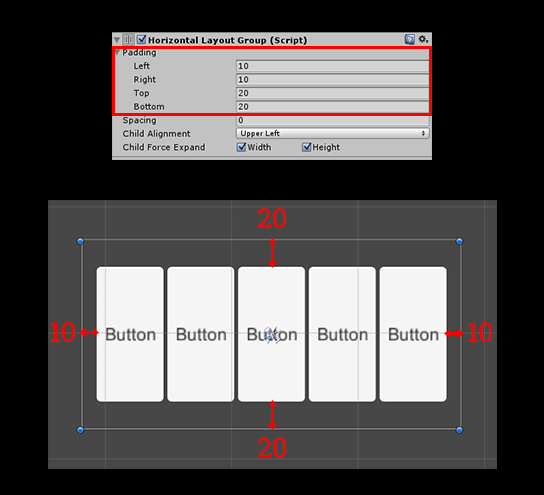 Horizontal Layout Group (Script)
Padding
Left 10
Right 10
Top 20
Bottom 20
Spacing 0
Child Alignment Upper Left
Child Force Expand Width Height
20
10 Button Button Button Button Button 10
20